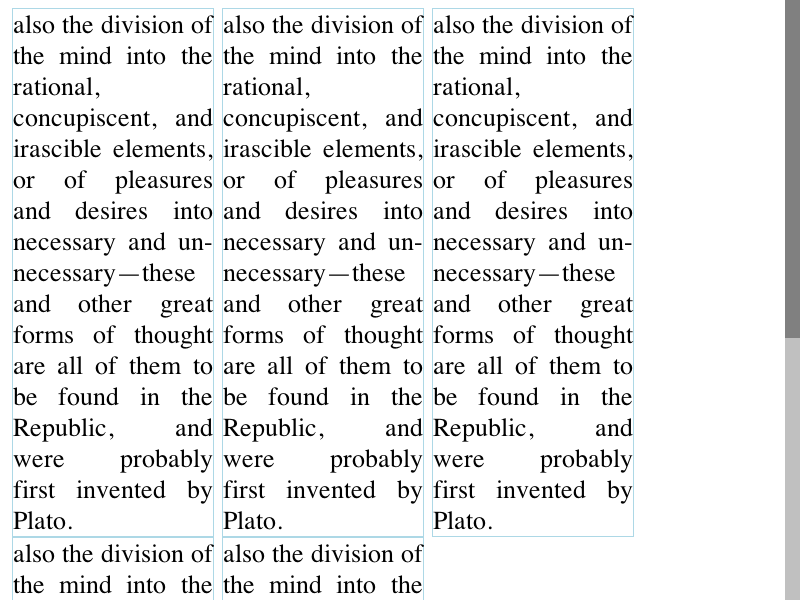 also the division of
the mind into the
rational,
concupiscent, and
irascible elements,
or of pleasures
and desires into
necessary and un-
necessary—these
and other great
forms of thought
are all of them to
be found in the
Republic, and
were probably
first invented by
Plato.
also the division of
the mind into the
rational,
concupiscent, and
irascible elements,
or of pleasures
and desires into
necessary and un-
necessary—these
and other great
forms of thought
are all of them to
be found in the
Republic, and
were probably
first invented by
Plato.
also the division of
the mind into the
rational,
concupiscent, and
irascible elements,
or of pleasures
and desires into
necessary and un-
necessary—these
and other great
forms of thought
are all of them to
be found in the
Republic, and
were probably
first invented by
Plato.
also the division of
the mind into the
also the division of
the mind into the